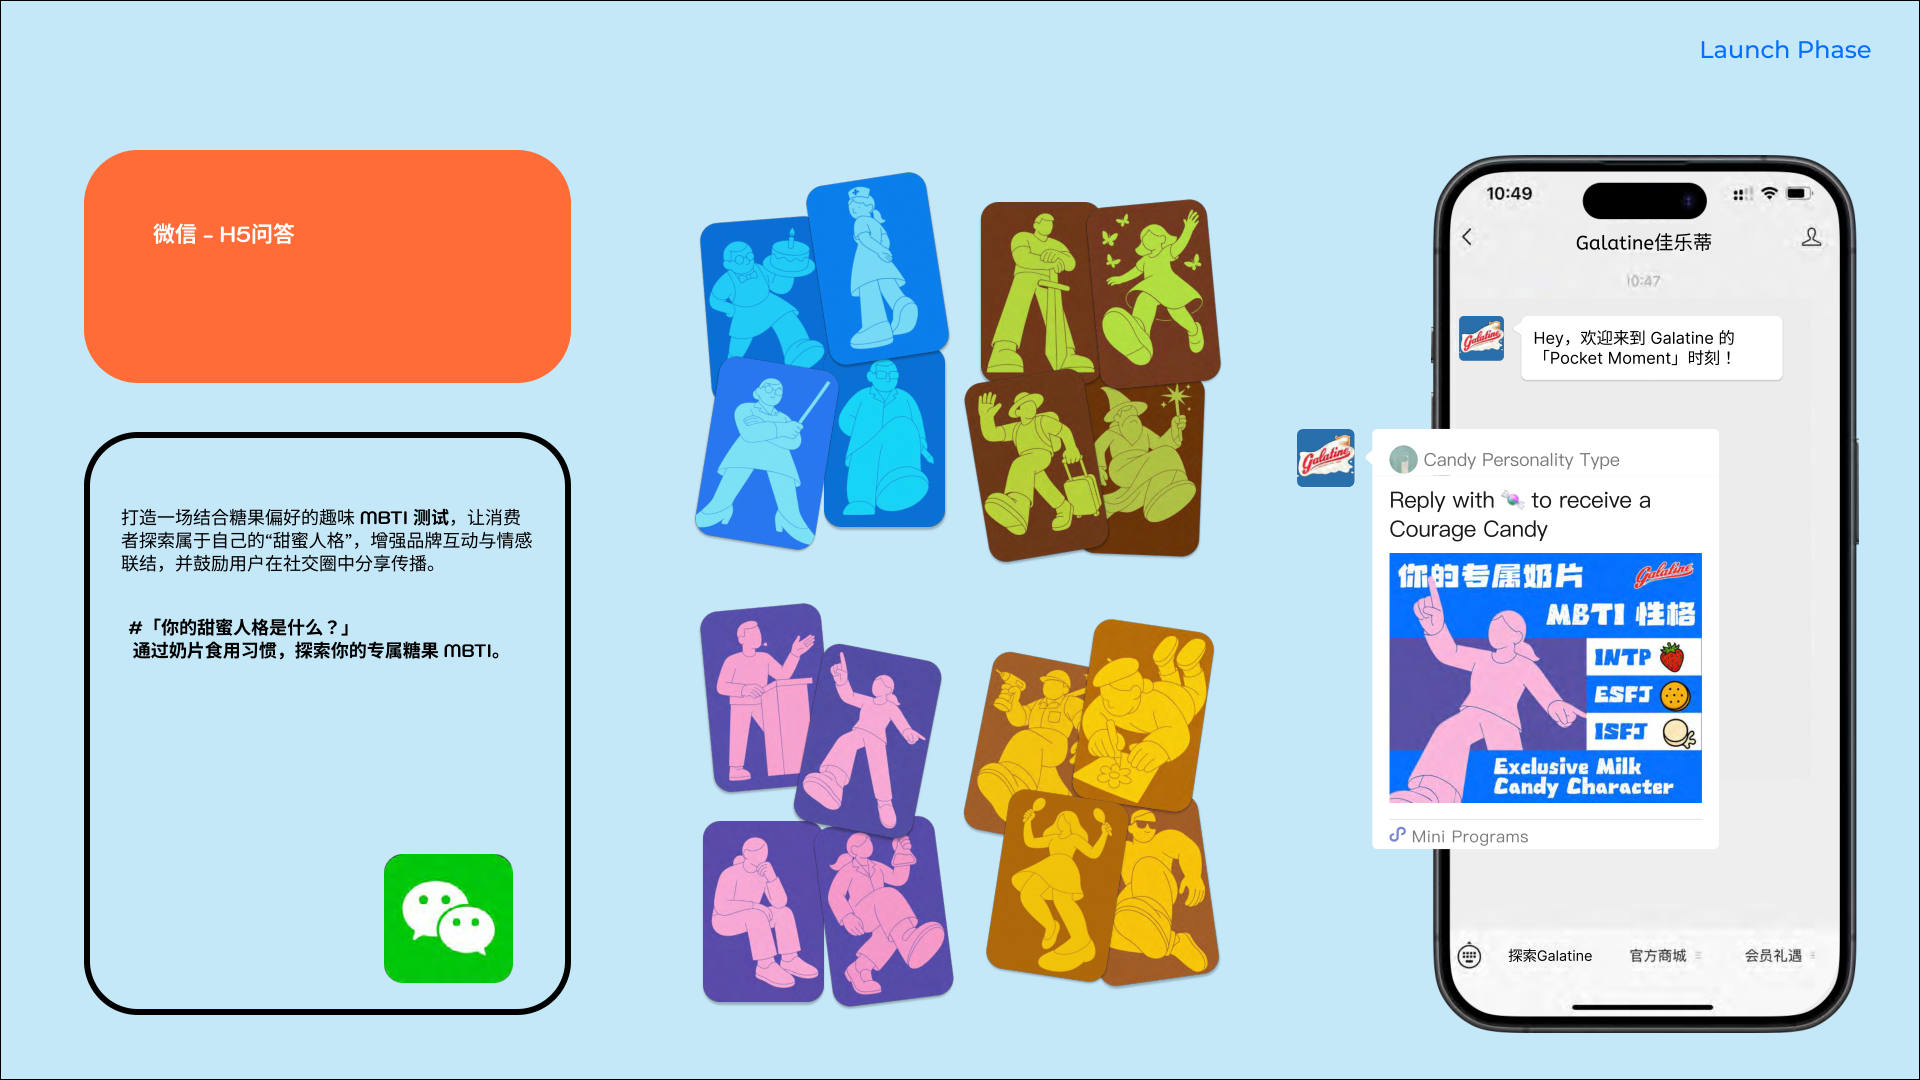 Launch Phase
微信 – H5问答
打造一场结合糖果偏好的趣味 MBTI 测试，让消费
者探索属于自己的“甜蜜人格”，增强品牌互动与情感
联结，并鼓励用户在社交圈中分享传播。
#「你的甜蜜人格是什么？」
通过奶片食用习惯，探索你的专属糖果 MBTI。
10:49
Galatine佳乐蒂
10:47
Galatine
Hey，欢迎来到 Galatine 的
「Pocket Moment」时刻！
Galatine
Candy Personality Type
Reply with 🍬 to receive a
Courage Candy
你的专属奶片
Galatine
MBTI 性格
INTP
ESFJ
ISFJ
Exclusive Milk
Candy Character
Mini Programs
探索Galatine
官方商城
会员礼遇